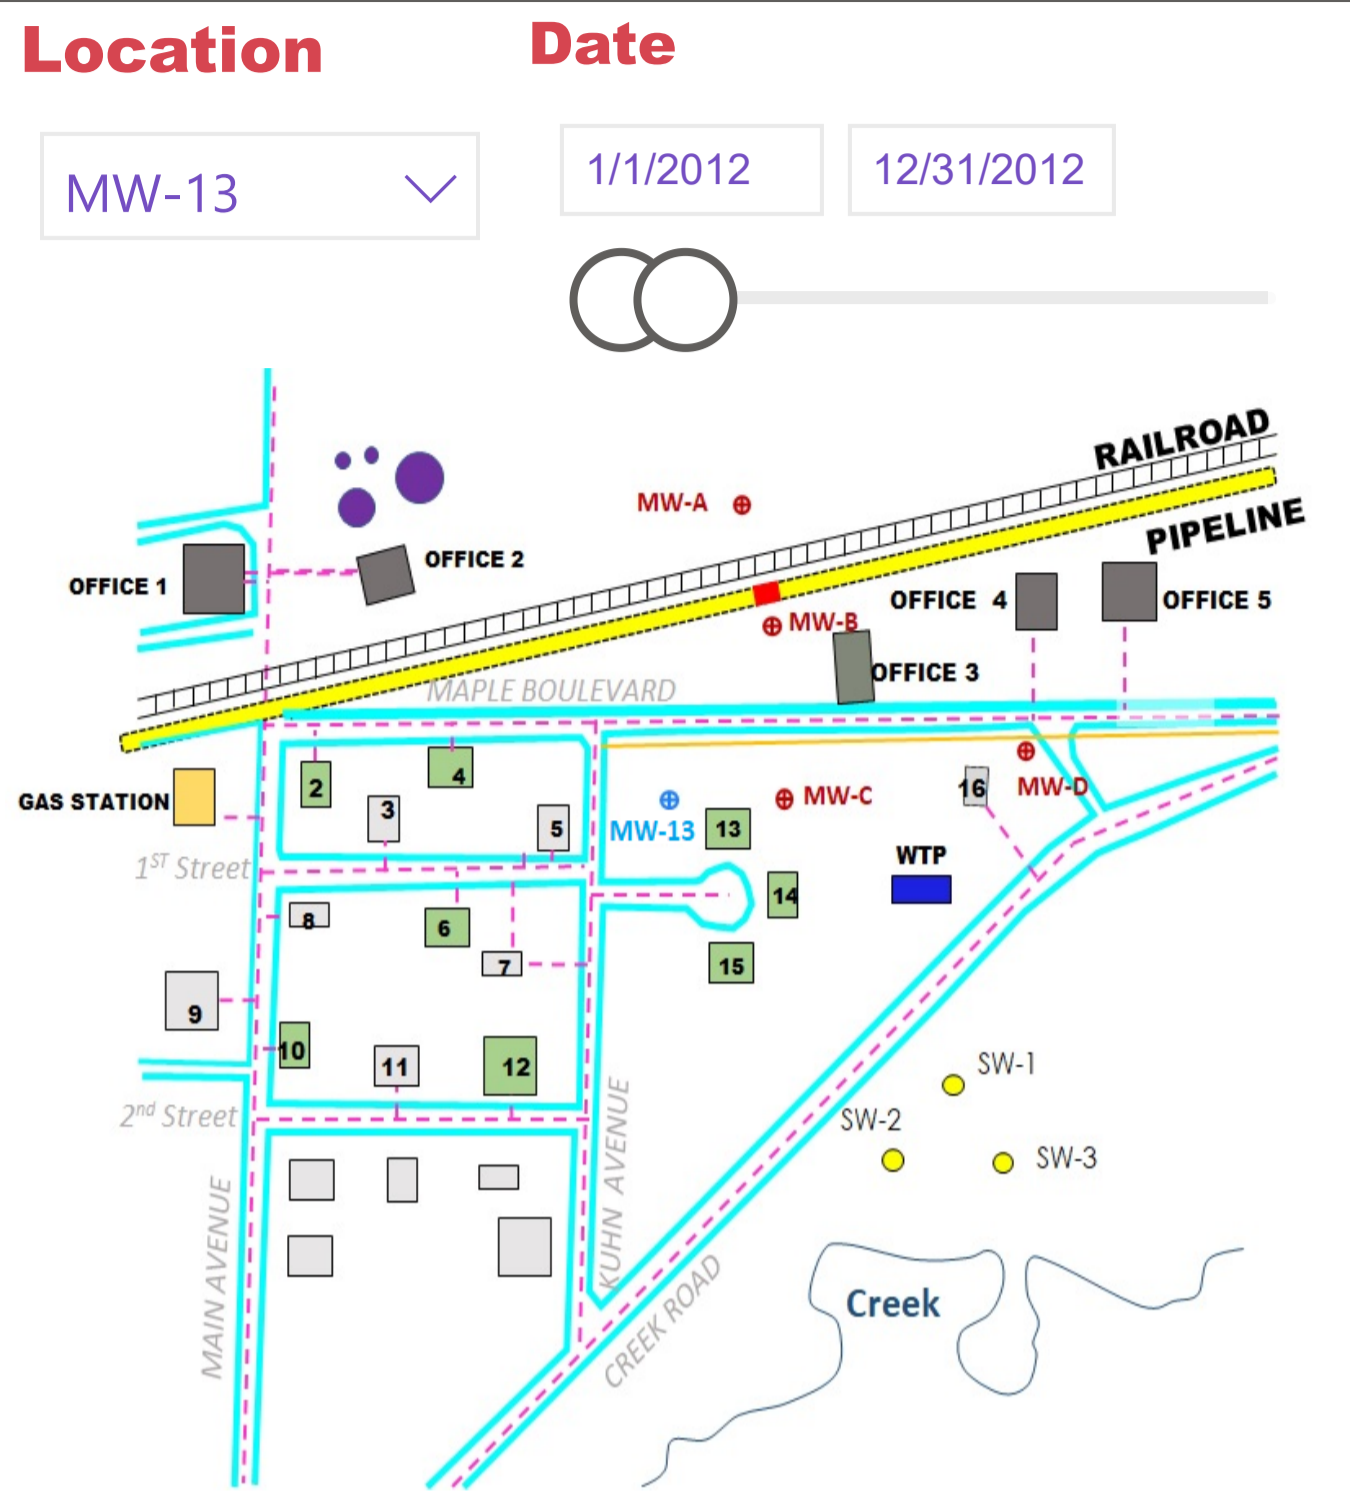 Location
Date
MW-13
1/1/2012
12/31/2012
RAILROAD
MW-A
PIPELINE
OFFICE 1
OFFICE 2
OFFICE 4
OFFICE 5
MW-B
OFFICE 3
MAPLE BOULEVARD
GAS STATION
2
4
3
5
MW-13
13
MW-C
16
MW-D
1ST Street
WTP
14
8
6
7
15
9
10
11
12
SW-1
2nd Street
SW-2
SW-3
MAIN AVENUE
KUHN AVENUE
CREEK ROAD
Creek